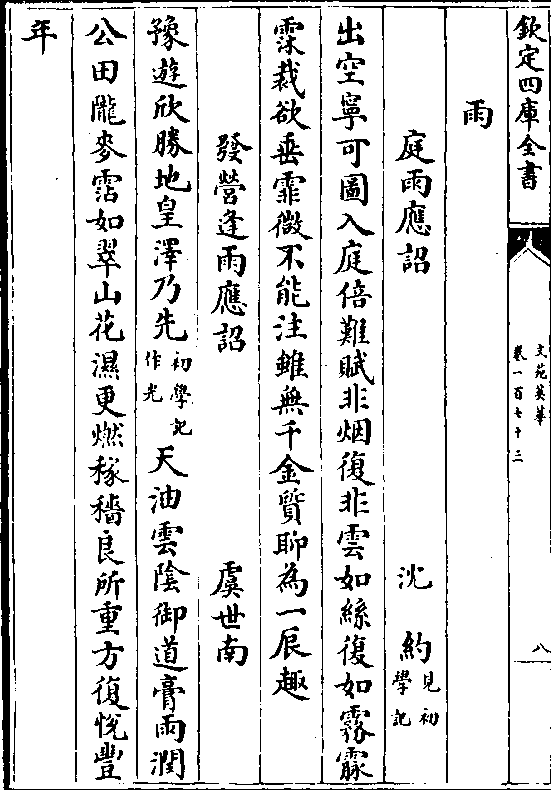 欽定四庫全書
文苑英華
卷一百七十三
八
雨
庭雨應詔 沈約見初學記
出空寧可圖入庭倍難賦非烟復非雲如絲復如霧霢
霂裁欲垂霏微不能注雖無千金質聊為一辰趣
發營逢雨應詔 虞世南
豫遊欣勝地皇澤乃先初學記作光天油雲陰御道膏雨潤
公田隴麥霑如翠山花濕更燃稼穡良所重方復悅豐
年